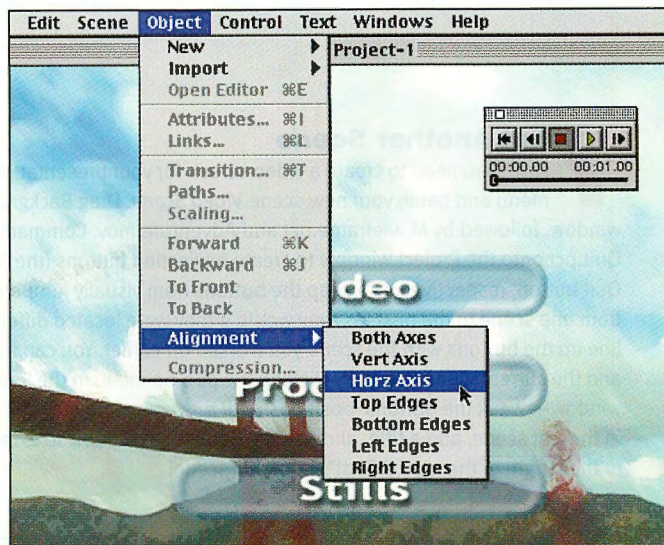 Edit Scene Object Control Text Windows Help
Project-1
New
Import
Open Editor ⌘E
Attributes... ⌘I
Links... ⌘L
Transition... ⌘T
Paths...
Scaling...
Forward ⌘K
Backward ⌘J
To Front
To Back
Alignment
Compression...
Both Axes
Vert Axis
Horz Axis
Top Edges
Bottom Edges
Left Edges
Right Edges
00:00.00 00:01.00
Stills